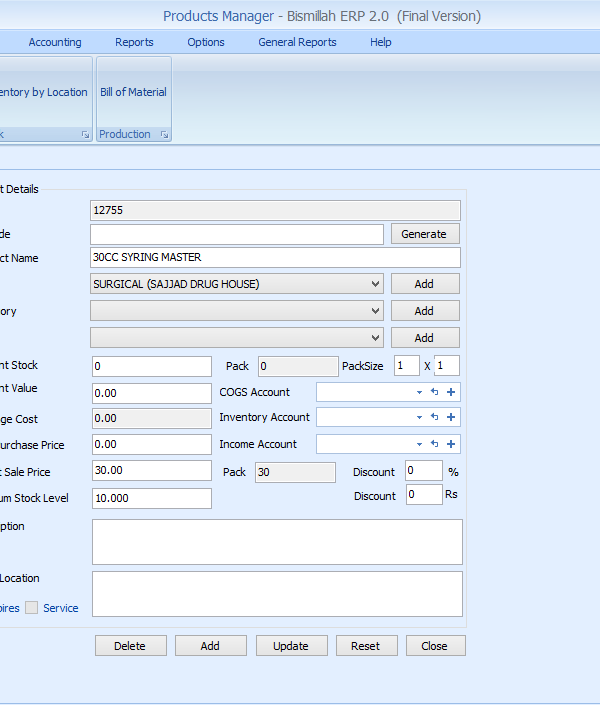 Products Manager - Bismillah ERP 2.0 (Final Version)
Accounting Reports Options General Reports Help
entory by Location Bill of Material
k Production
t Details
12755
de Generate
ct Name 30CC SYRING MASTER
SURGICAL (SAJJAD DRUG HOUSE) Add
ory Add
Add
nt Stock 0 Pack 0 PackSize 1 X 1
nt Value 0.00 COGS Account
ge Cost 0.00 Inventory Account
urchase Price 0.00 Income Account
t Sale Price 30.00 Pack 30 Discount 0 %
um Stock Level 10.000 Discount 0 Rs
ption
Location
pires Service
Delete Add Update Reset Close